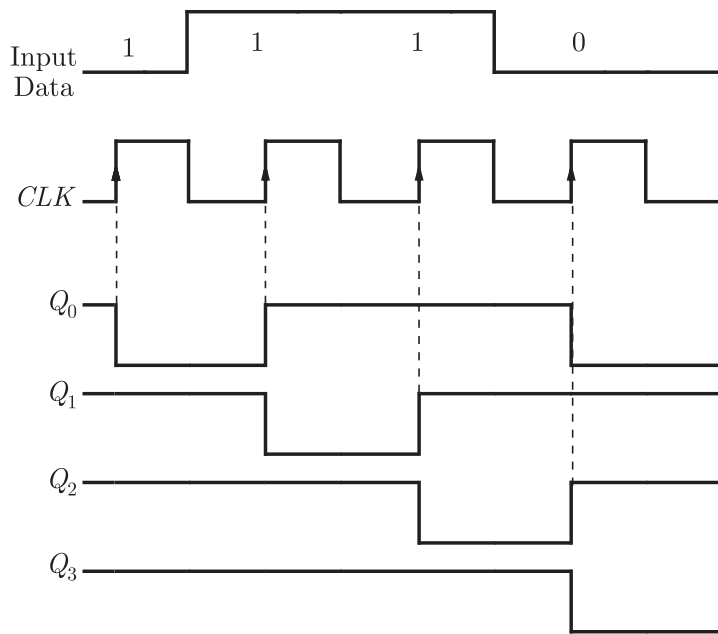 1 1 1 0
Input
Data
CLK
Q₀
Q₁
Q₂
Q₃